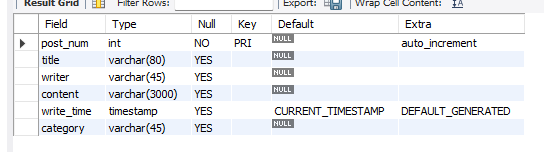 Result Grid Filter Rows: Export: Wrap Cell Content: IA
Field Type Null Key Default Extra
post_num int NO PRI NULL auto_increment
title varchar(80) YES NULL
writer varchar(45) YES NULL
content varchar(3000) YES NULL
write_time timestamp YES CURRENT_TIMESTAMP DEFAULT_GENERATED
category varchar(45) YES NULL